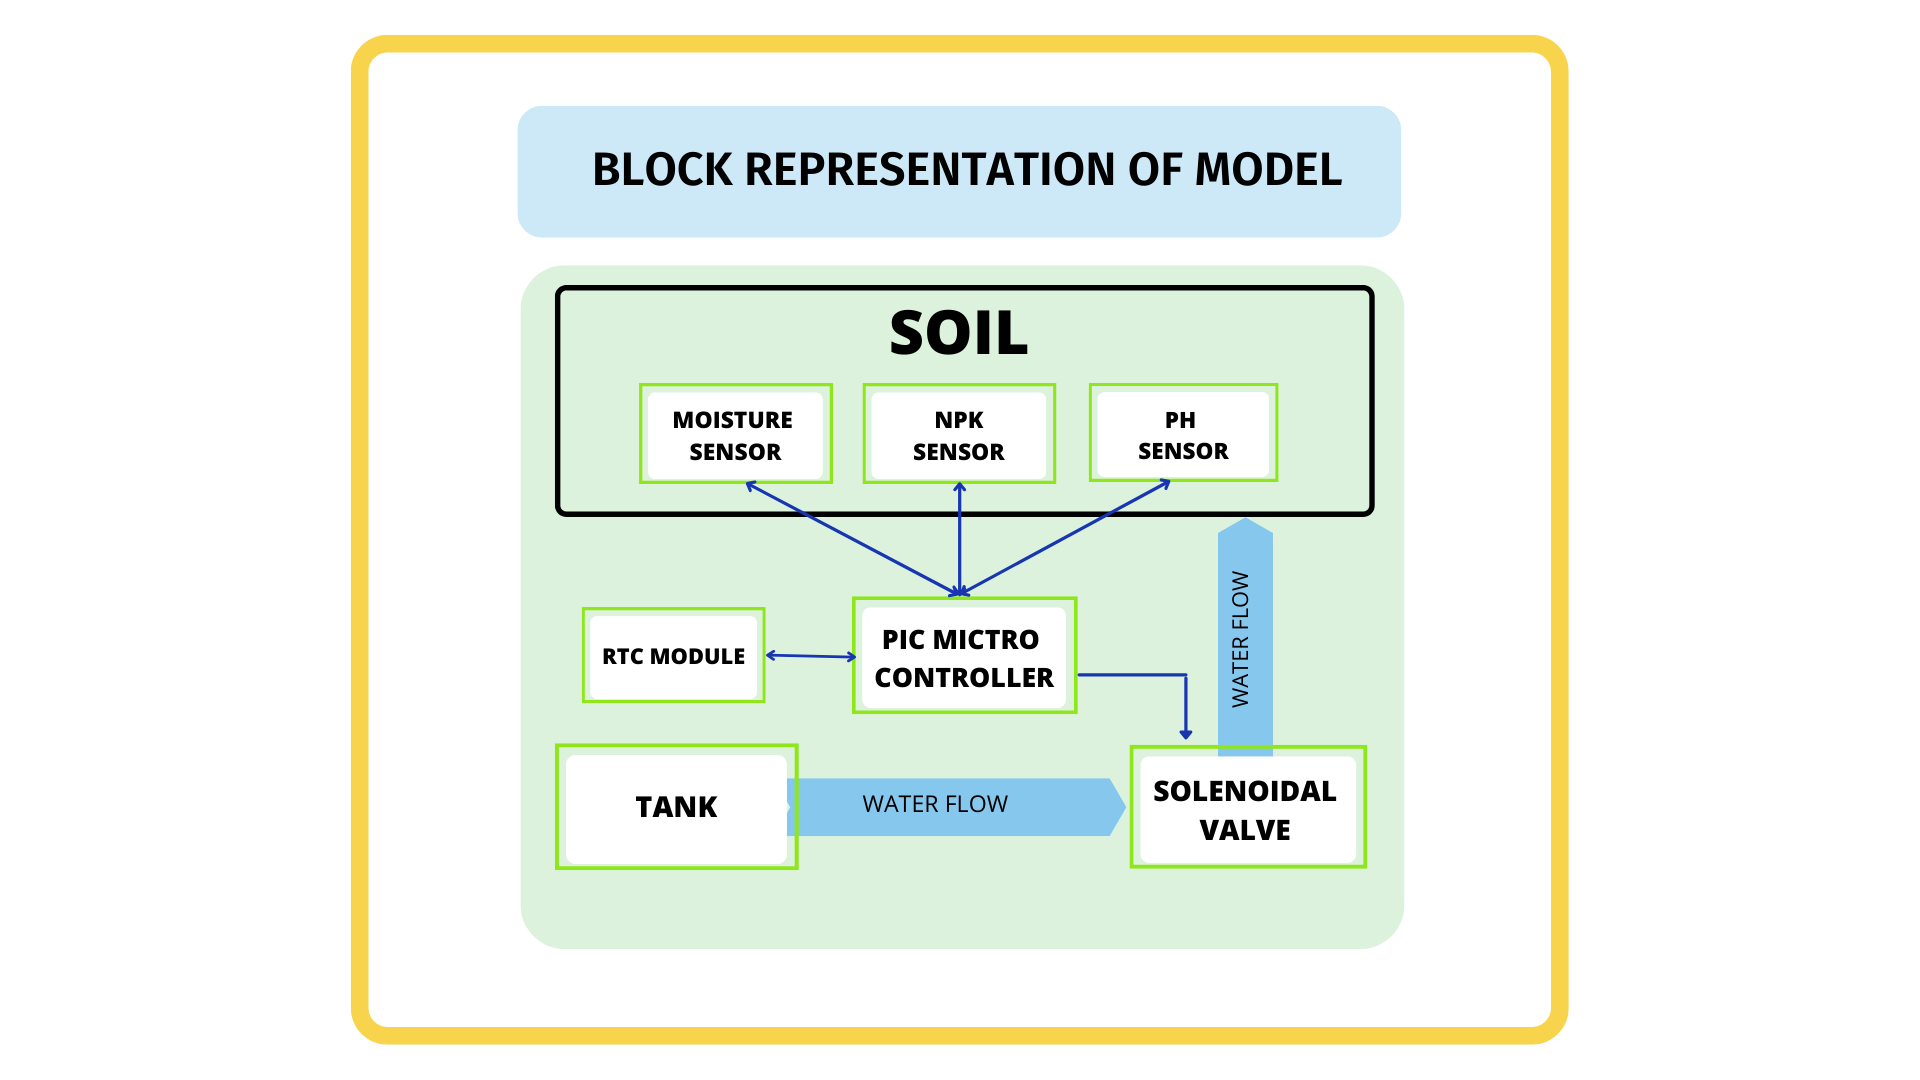 BLOCK REPRESENTATION OF MODEL
SOIL
MOISTURE
SENSOR
NPK
SENSOR
PH
SENSOR
RTC MODULE
PIC MICTRO
CONTROLLER
WATER FLOW
TANK
WATER FLOW
SOLENOIDAL
VALVE